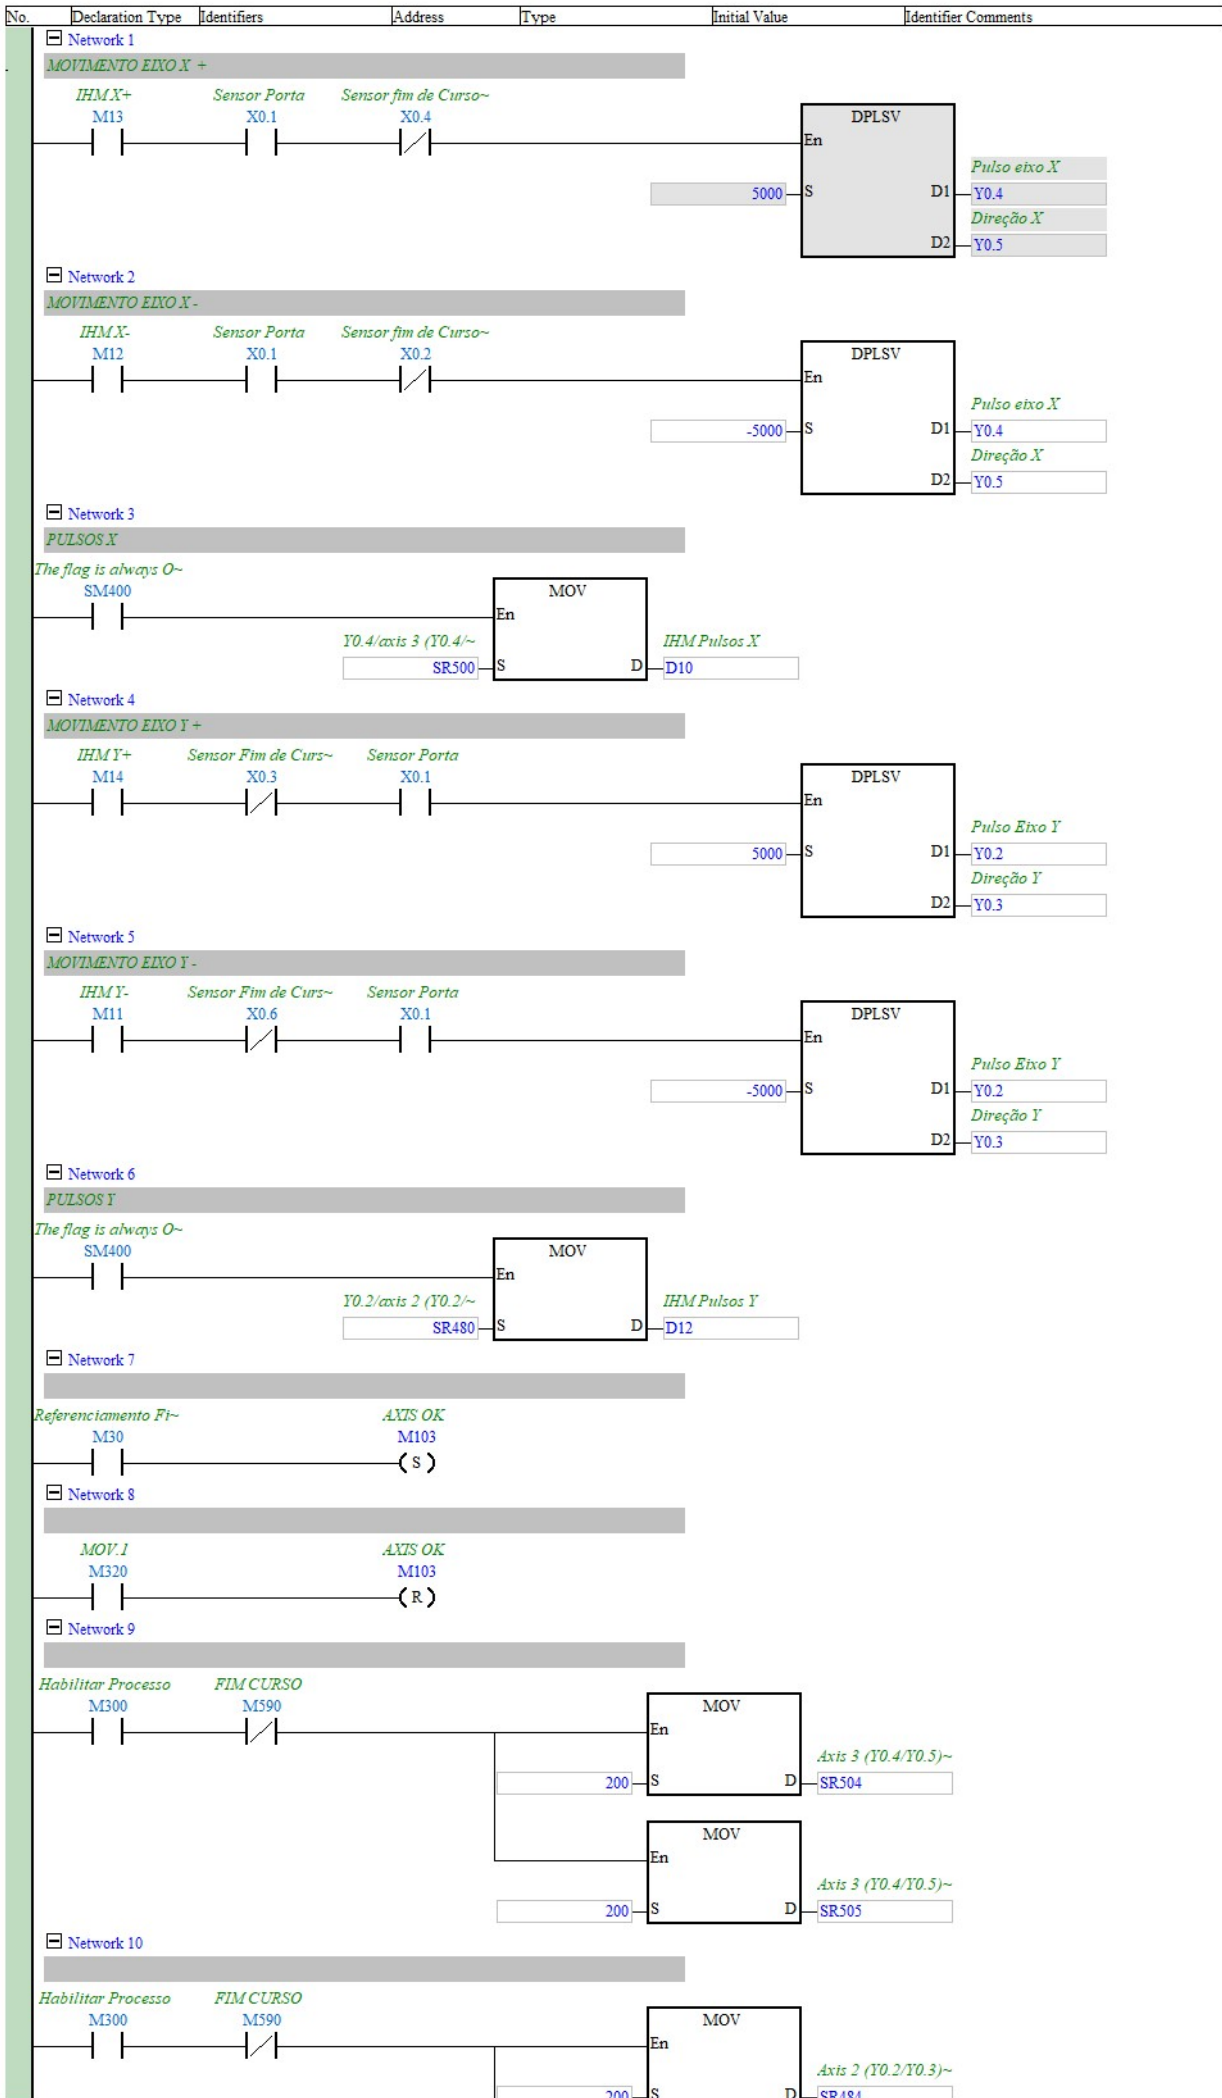 No. Declaration Type Identifiers Address Type Initial Value Identifier Comments
Network 1
MOVIMENTO EIXO X +
IHM X+ Sensor Porta Sensor fim de Curso~
M13 X0.1 X0.4 DPLSV
En
Pulso eixo X
5000 S D1 Y0.4
Direção X
D2 Y0.5
Network 2
MOVIMENTO EIXO X -
IHM X- Sensor Porta Sensor fim de Curso~
M12 X0.1 X0.2 DPLSV
En
Pulso eixo X
-5000 S D1 Y0.4
Direção X
D2 Y0.5
Network 3
PULSOS X
The flag is always O~
SM400 MOV
En
Y0.4/axis 3 (Y0.4/~ IHM Pulsos X
SR500 S D D10
Network 4
MOVIMENTO EIXO Y +
IHM Y+ Sensor Fim de Curs~ Sensor Porta
M14 X0.3 X0.1 DPLSV
En
Pulso Eixo Y
5000 S D1 Y0.2
Direção Y
D2 Y0.3
Network 5
MOVIMENTO EIXO Y -
IHM Y- Sensor Fim de Curs~ Sensor Porta
M11 X0.6 X0.1 DPLSV
En
Pulso Eixo Y
-5000 S D1 Y0.2
Direção Y
D2 Y0.3
Network 6
PULSOS Y
The flag is always O~
SM400 MOV
En
Y0.2/axis 2 (Y0.2/~ IHM Pulsos Y
SR480 S D D12
Network 7
Referenciamento Fi~ AXIS OK
M30 M103
S
Network 8
MOV.1 AXIS OK
M320 M103
R
Network 9
Habilitar Processo FIM CURSO
M300 M590 MOV
En
Axis 3 (Y0.4/Y0.5)~
200 S D SR504
MOV
En
Axis 3 (Y0.4/Y0.5)~
200 S D SR505
Network 10
Habilitar Processo FIM CURSO
M300 M590 MOV
En
Axis 2 (Y0.2/Y0.3)~
200 S D SR484